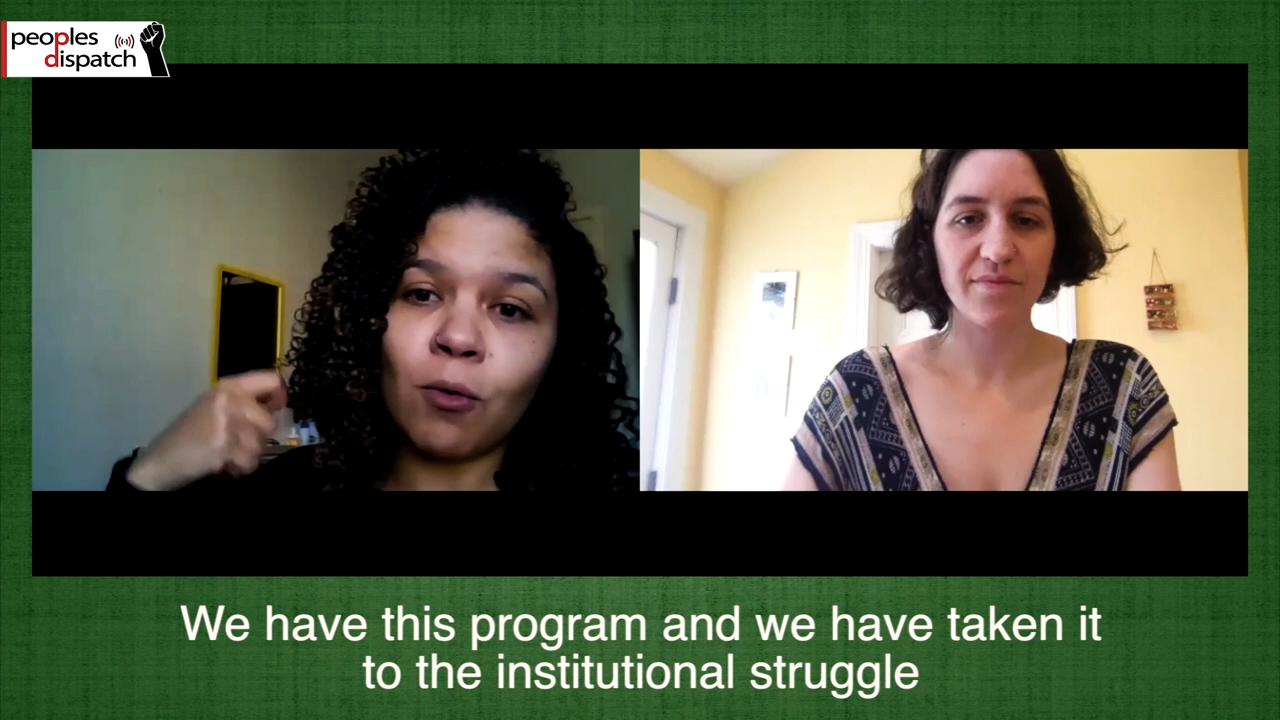 peoples
dispatch
We have this program and we have taken it
to the institutional struggle